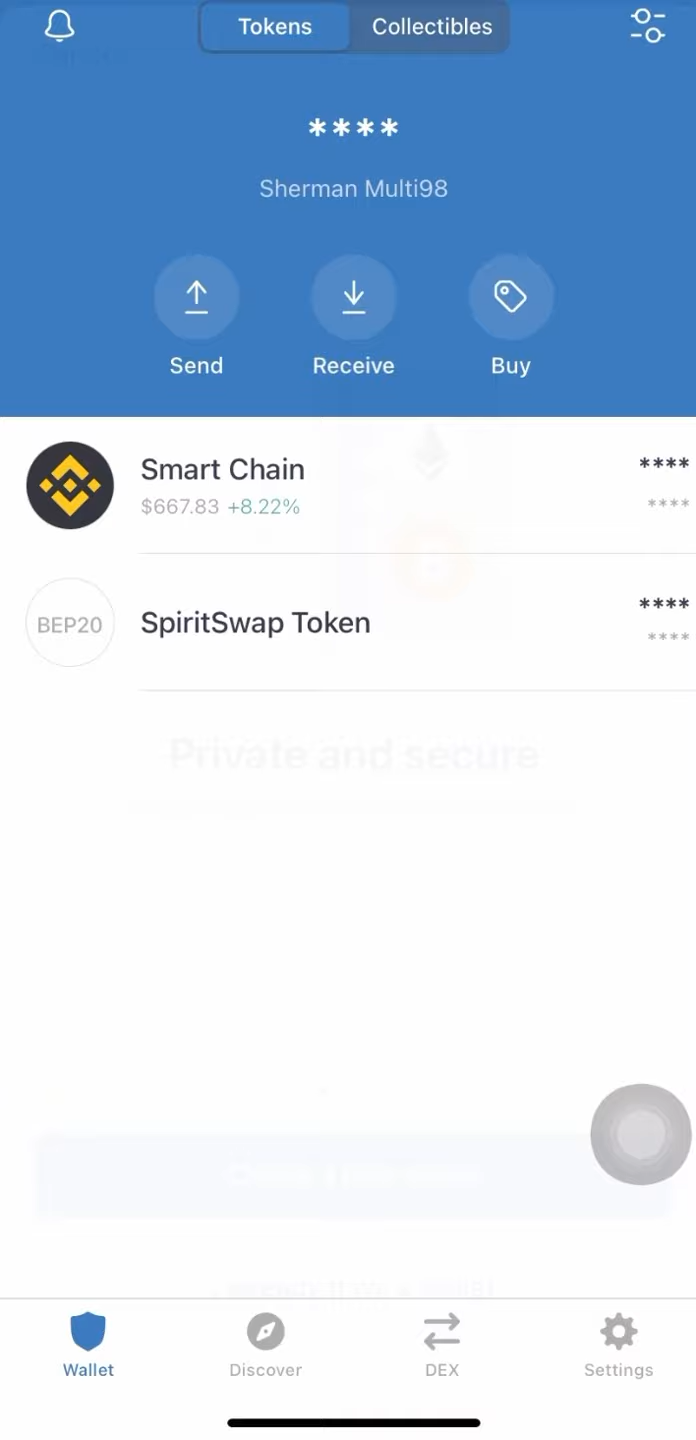 Tokens Collectibles
****
Sherman Multi98
Send Receive Buy
Smart Chain ****
$667.83 +8.22% ****
BEP20 SpiritSwap Token ****
****
Private and secure
Wallet Discover DEX Settings